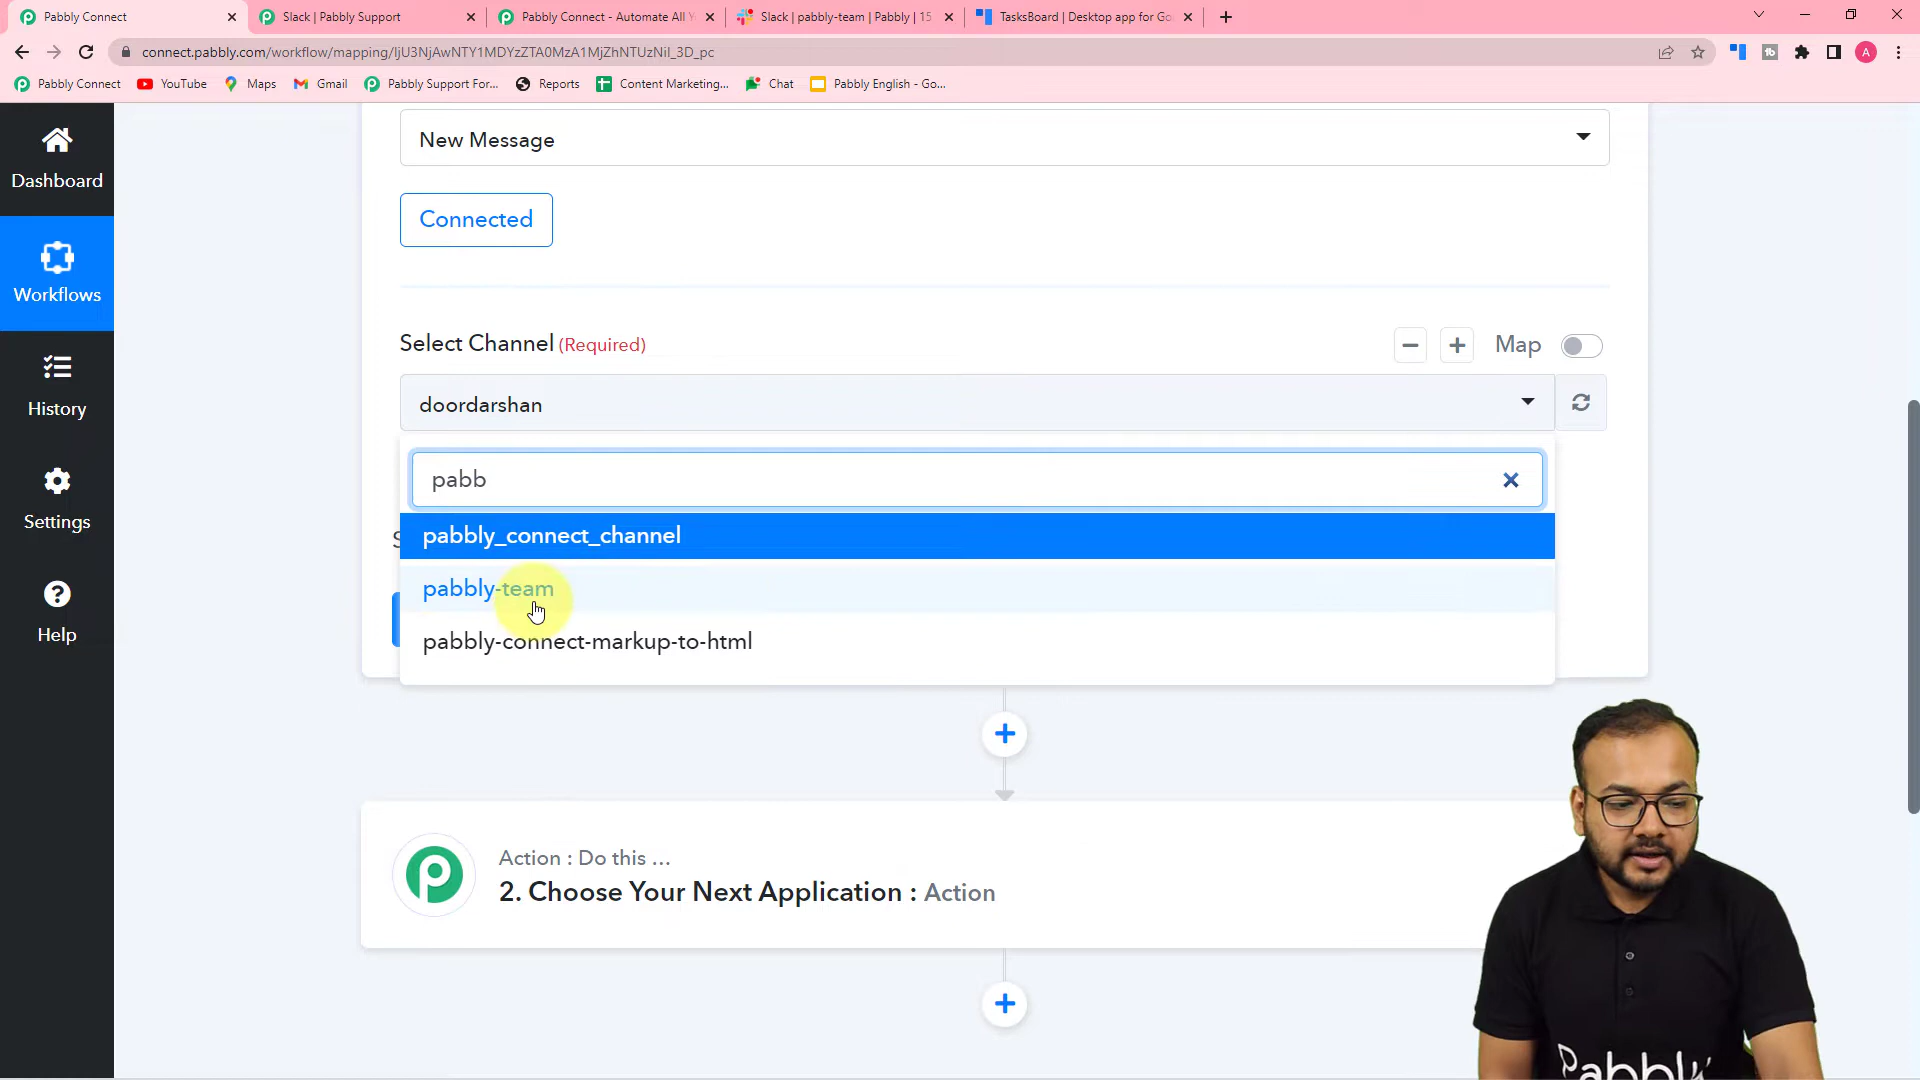 Pabbly Connect
Slack | Pabbly Support
Pabbly Connect - Automate All Y
Slack | pabbly-team | Pabbly | 15
TasksBoard | Desktop app for Go
connect.pabbly.com/workflow/mapping/IjU3NjAwNTY1MDYzZTA0MzA1MjZhNTUzNiI_3D_pc
A
Pabbly Connect
YouTube
Maps
Gmail
Pabbly Support For...
Reports
Content Marketing...
Chat
Pabbly English - Go...
Dashboard
Workflows
History
Settings
Help
New Message
Connected
Select Channel (Required)
Map
doordarshan
pabb
pabbly_connect_channel
pabbly-team
pabbly-connect-markup-to-html
Action : Do this ...
2. Choose Your Next Application : Action
Pabbly